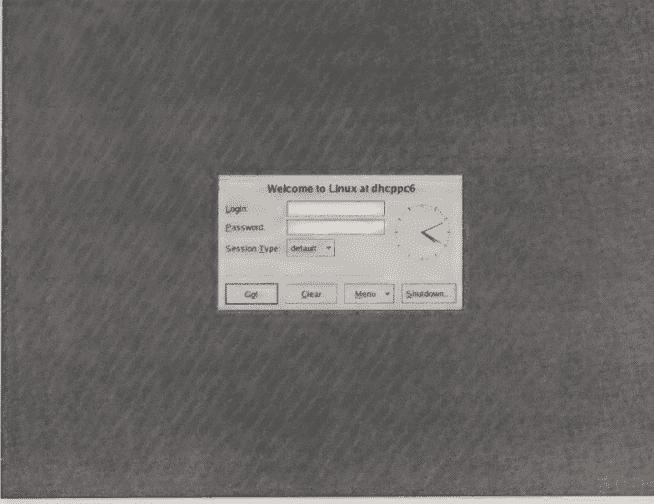 Welcome to Linux at dhcppc6
Login:
Password:
Session Type: default
Go! Clear Menu Shutdown...